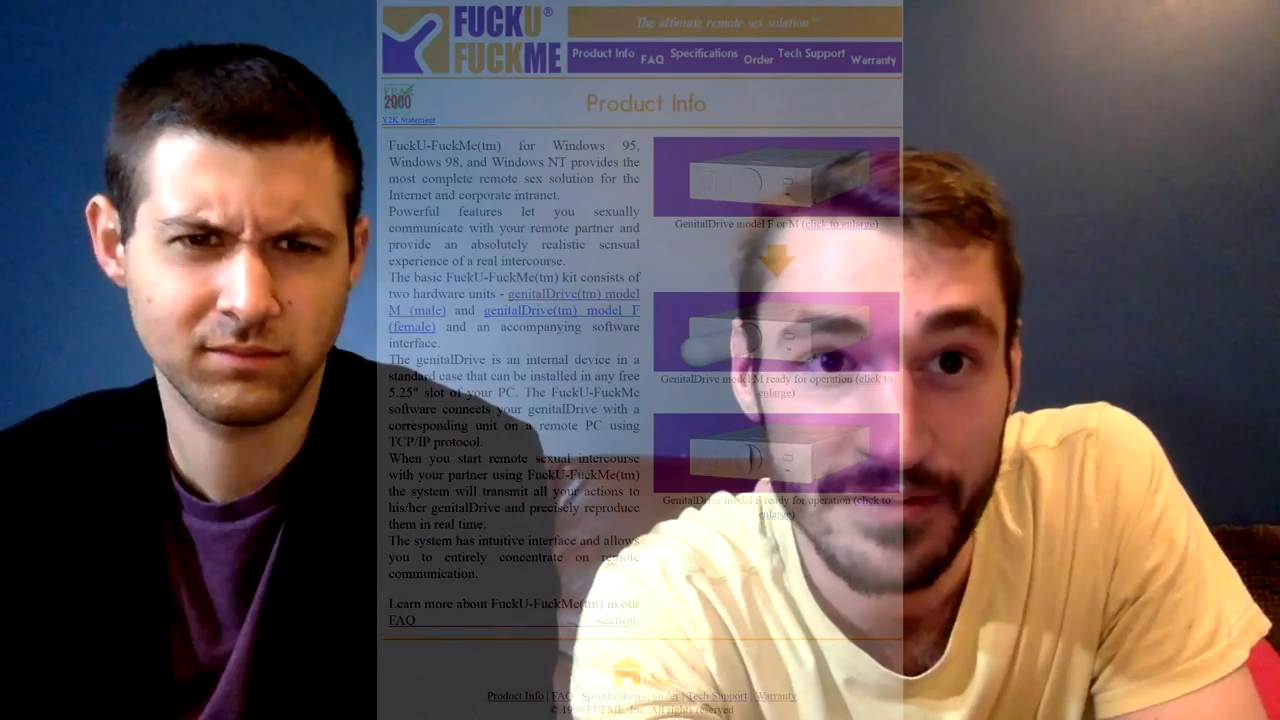 FUCKU®
FUCKME
The ultimate remote sex solution™
Product Info FAQ Specifications Order Tech Support Warranty
YEAR
2000
Y2K Statement
Product Info
FuckU-FuckMe(tm) for Windows 95,
Windows 98, and Windows NT provides the
most complete remote sex solution for the
Internet and corporate intranet.
Powerful features let you sexually
communicate with your remote partner and
provide an absolutely realistic sensual
experience of a real intercourse.
The basic FuckU-FuckMe(tm) kit consists of
two hardware units - genitalDrive(tm) model
M (male) and genitalDrive(tm) model F
(female) and an accompanying software
interface.
The genitalDrive is an internal device in a
standard case that can be installed in any free
5.25" slot of your PC. The FuckU-FuckMe
software connects your genitalDrive with a
corresponding unit on a remote PC using
TCP/IP protocol.
When you start remote sexual intercourse
with your partner using FuckU-FuckMe(tm)
the system will transmit all your actions to
his/her genitalDrive and precisely reproduce
them in real time.
The system has intuitive interface and allows
you to entirely concentrate on remote
communication.
Learn more about FuckU-FuckMe(tm) in our
FAQ section.
GenitalDrive model F or M (click to enlarge)
GenitalDrive model M ready for operation (click to
enlarge)
GenitalDrive model F ready for operation (click to
enlarge)
home
Product Info | FAQ | Specifications | Order | Tech Support | Warranty
© 1999 FUFME, Inc. All rights reserved